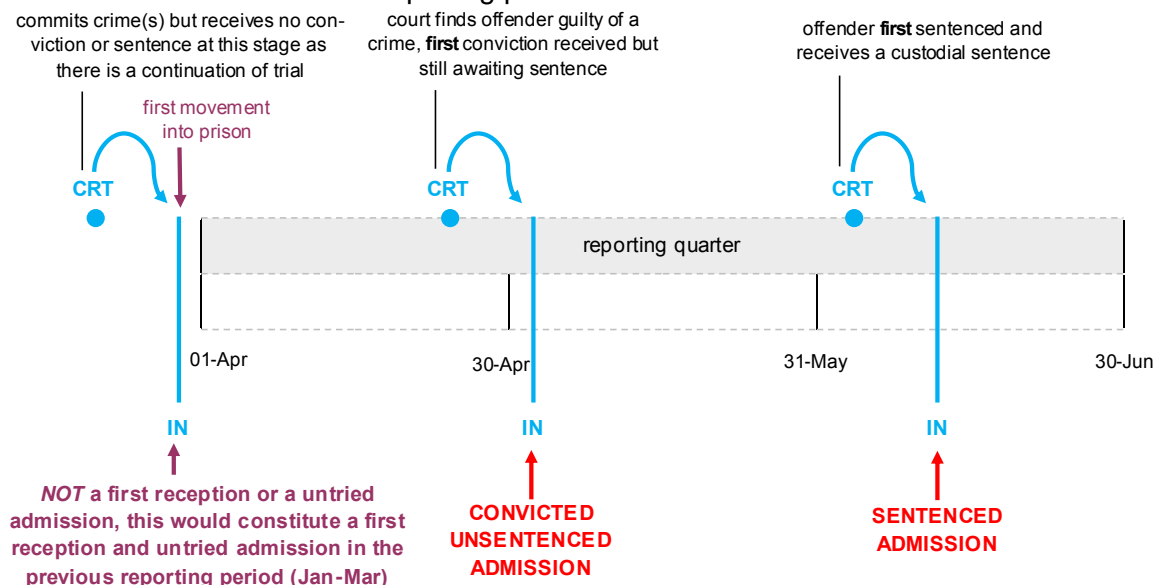 commits crime(s) but receives no con-
viction or sentence at this stage as
there is a continuation of trial
court finds offender guilty of a
crime, first conviction received but
still awaiting sentence
offender first sentenced and
receives a custodial sentence
first movement
into prison
CRT
CRT
CRT
reporting quarter
01-Apr
30-Apr
31-May
30-Jun
IN
IN
IN
NOT a first reception or a untried
admission, this would constitute a first
reception and untried admission in the
previous reporting period (Jan-Mar)
CONVICTED
UNSENTENCED
ADMISSION
SENTENCED
ADMISSION